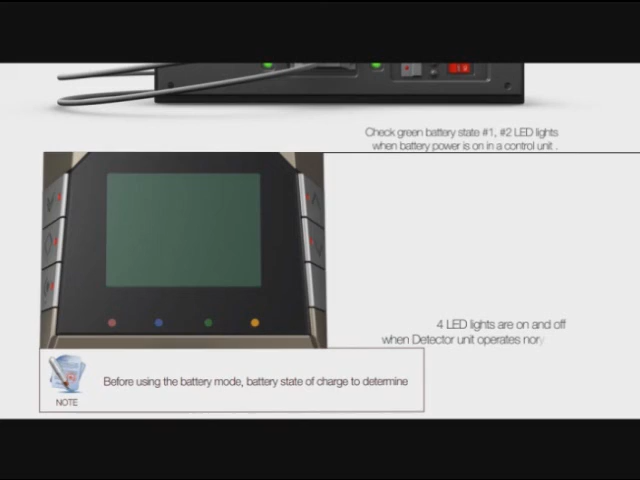 Check green battery state #1, #2 LED lights
when battery power is on in a control unit .
4 LED lights are on and off
when Detector unit operates
Before using the battery mode, battery state of charge to determine
NOTE